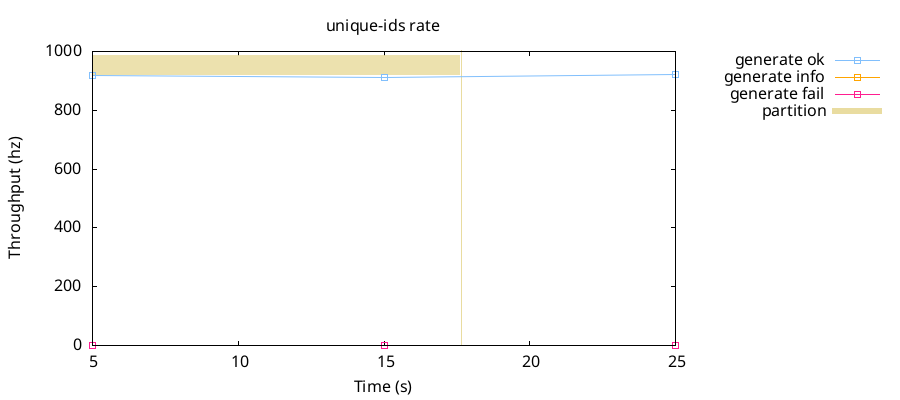 unique-ids rate
1000
800
600
400
200
0
Throughput (hz)
5
10
15
20
25
Time (s)
generate ok
generate info
generate fail
partition